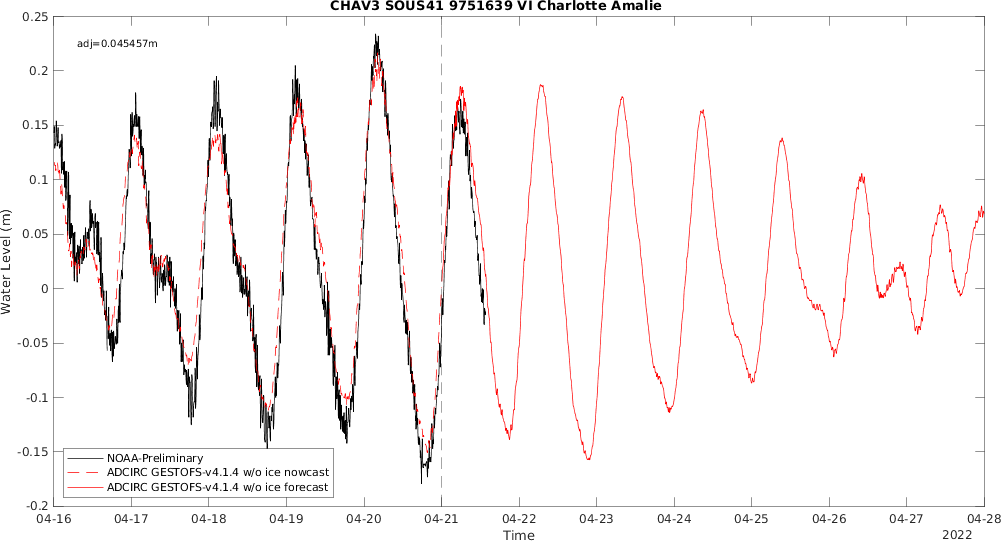 CHAV3 SOUS41 9751639 VI Charlotte Amalie
adj=0.045457m
0.25
0.2
0.15
0.1
0.05
0
-0.05
-0.1
-0.15
-0.2
Water Level (m)
NOAA-Preliminary
ADCIRC GESTOFS-v4.1.4 w/o ice nowcast
ADCIRC GESTOFS-v4.1.4 w/o ice forecast
04-16 04-17 04-18 04-19 04-20 04-21 04-22 04-23 04-24 04-25 04-26 04-27 04-28
Time
2022